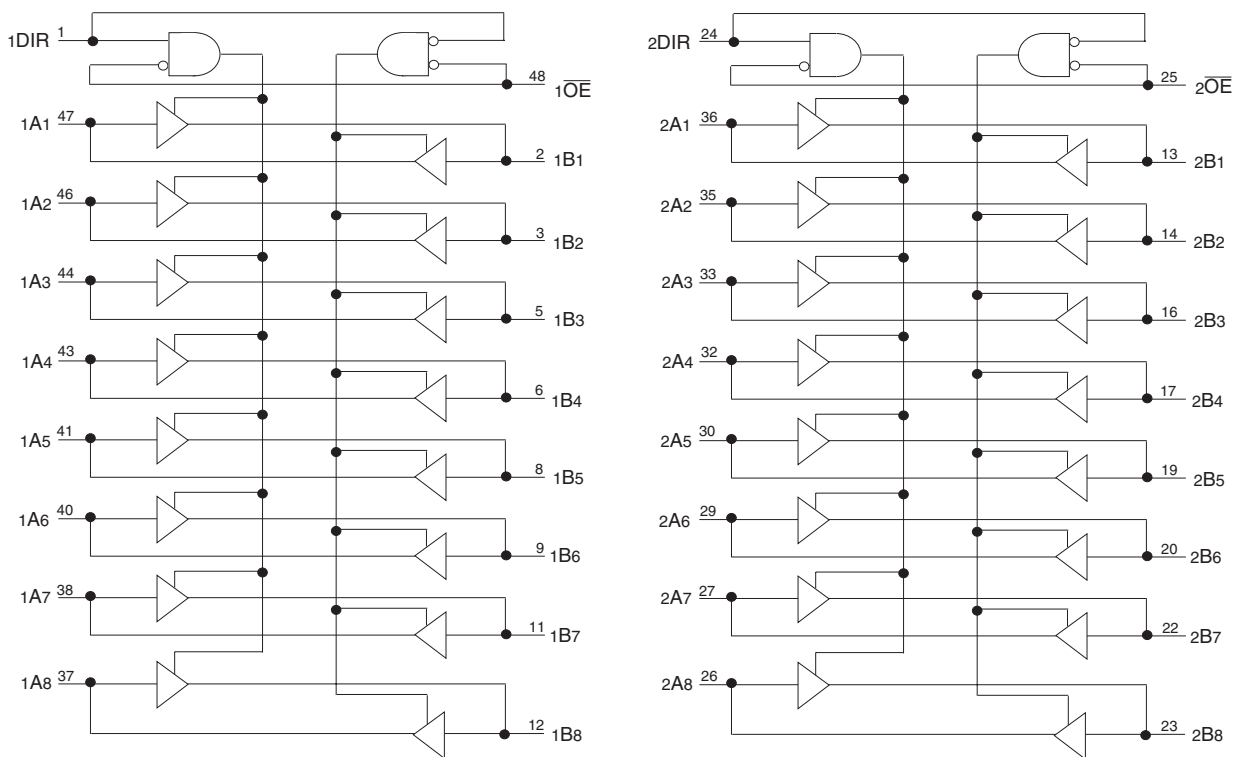 1DIR 1
48 1O̅E̅
1A1 47
2 1B1
1A2 46
3 1B2
1A3 44
5 1B3
1A4 43
6 1B4
1A5 41
8 1B5
1A6 40
9 1B6
1A7 38
11 1B7
1A8 37
12 1B8
2DIR 24
25 2O̅E̅
2A1 36
13 2B1
2A2 35
14 2B2
2A3 33
16 2B3
2A4 32
17 2B4
2A5 30
19 2B5
2A6 29
20 2B6
2A7 27
22 2B7
2A8 26
23 2B8